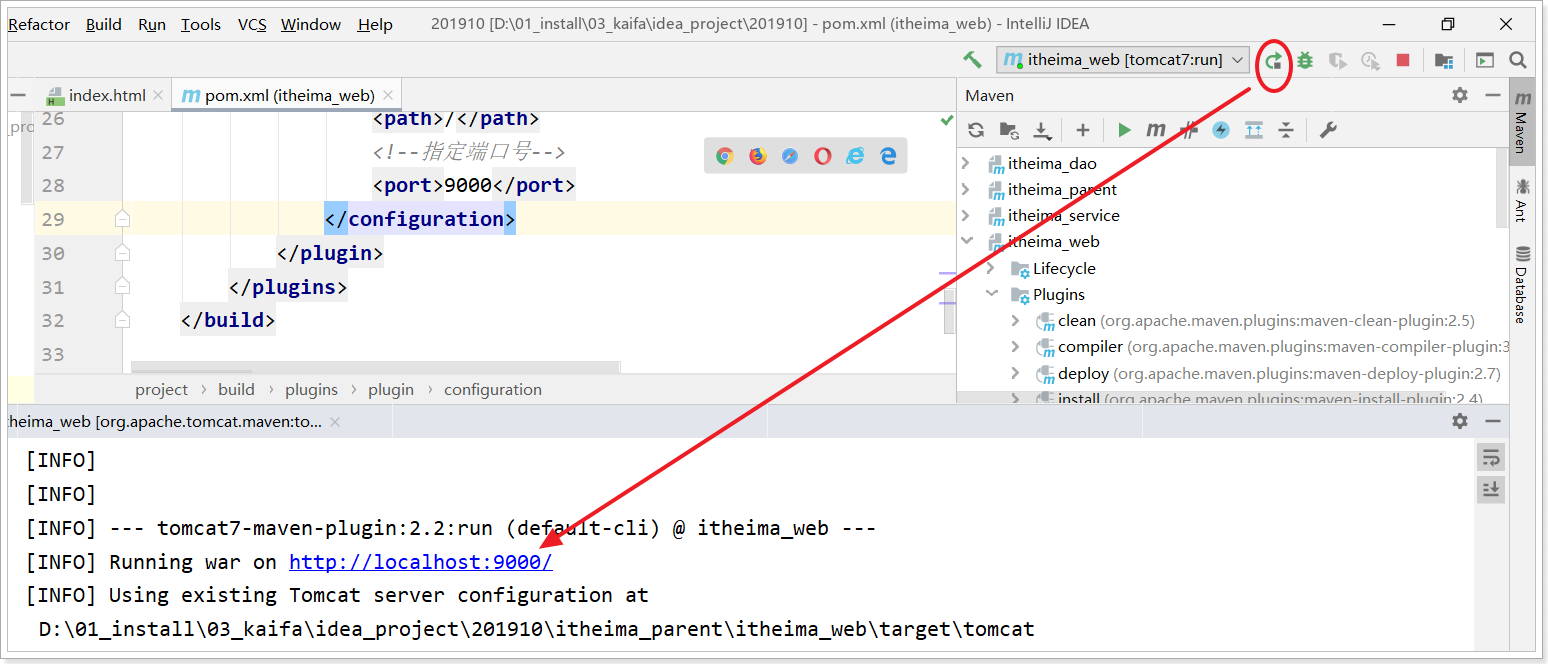 Refactor Build Run Tools VCS Window Help 201910 [D:\01_install\03_kaifa\idea_project\201910] - pom.xml (itheima_web) - IntelliJ IDEA
itheima_web [tomcat7:run]
index.html pom.xml (itheima_web)
_pro
26 <path>/</path>
27 <!--指定端口号-->
28 <port>9000</port>
29 </configuration>
30 </plugin>
31 </plugins>
32 </build>
33
project › build › plugins › plugin › configuration
Maven
itheima_dao
itheima_parent
itheima_service
itheima_web
Lifecycle
Plugins
clean (org.apache.maven.plugins:maven-clean-plugin:2.5)
compiler (org.apache.maven.plugins:maven-compiler-plugin:3
deploy (org.apache.maven.plugins:maven-deploy-plugin:2.7)
install (org.apache.maven.plugins:maven-install-plugin:2.4)
Maven
Ant
Database
theima_web [org.apache.tomcat.maven:to...
[INFO]
[INFO]
[INFO] --- tomcat7-maven-plugin:2.2:run (default-cli) @ itheima_web ---
[INFO] Running war on http://localhost:9000/
[INFO] Using existing Tomcat server configuration at
D:\01_install\03_kaifa\idea_project\201910\itheima_parent\itheima_web\target\tomcat